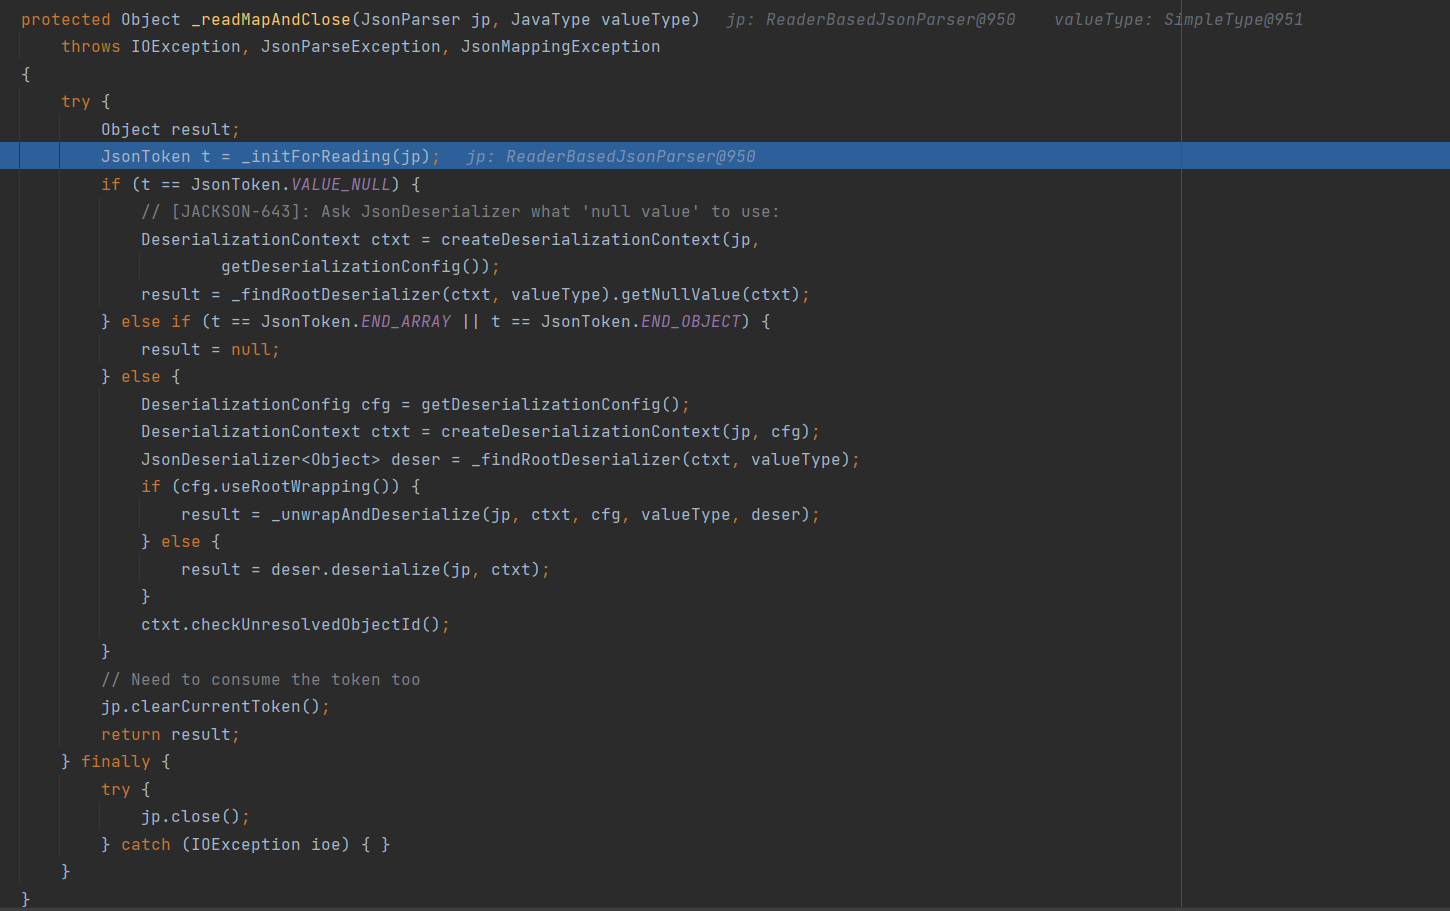 protected Object _readMapAndClose(JsonParser jp, JavaType valueType)   jp: ReaderBasedJsonParser@950    valueType: SimpleType@951
    throws IOException, JsonParseException, JsonMappingException
{
    try {
        Object result;
        JsonToken t = _initForReading(jp);   jp: ReaderBasedJsonParser@950
        if (t == JsonToken.VALUE_NULL) {
            // [JACKSON-643]: Ask JsonDeserializer what 'null value' to use:
            DeserializationContext ctxt = createDeserializationContext(jp,
                    getDeserializationConfig());
            result = _findRootDeserializer(ctxt, valueType).getNullValue(ctxt);
        } else if (t == JsonToken.END_ARRAY || t == JsonToken.END_OBJECT) {
            result = null;
        } else {
            DeserializationConfig cfg = getDeserializationConfig();
            DeserializationContext ctxt = createDeserializationContext(jp, cfg);
            JsonDeserializer<Object> deser = _findRootDeserializer(ctxt, valueType);
            if (cfg.useRootWrapping()) {
                result = _unwrapAndDeserialize(jp, ctxt, cfg, valueType, deser);
            } else {
                result = deser.deserialize(jp, ctxt);
            }
            ctxt.checkUnresolvedObjectId();
        }
        // Need to consume the token too
        jp.clearCurrentToken();
        return result;
    } finally {
        try {
            jp.close();
        } catch (IOException ioe) { }
    }
}